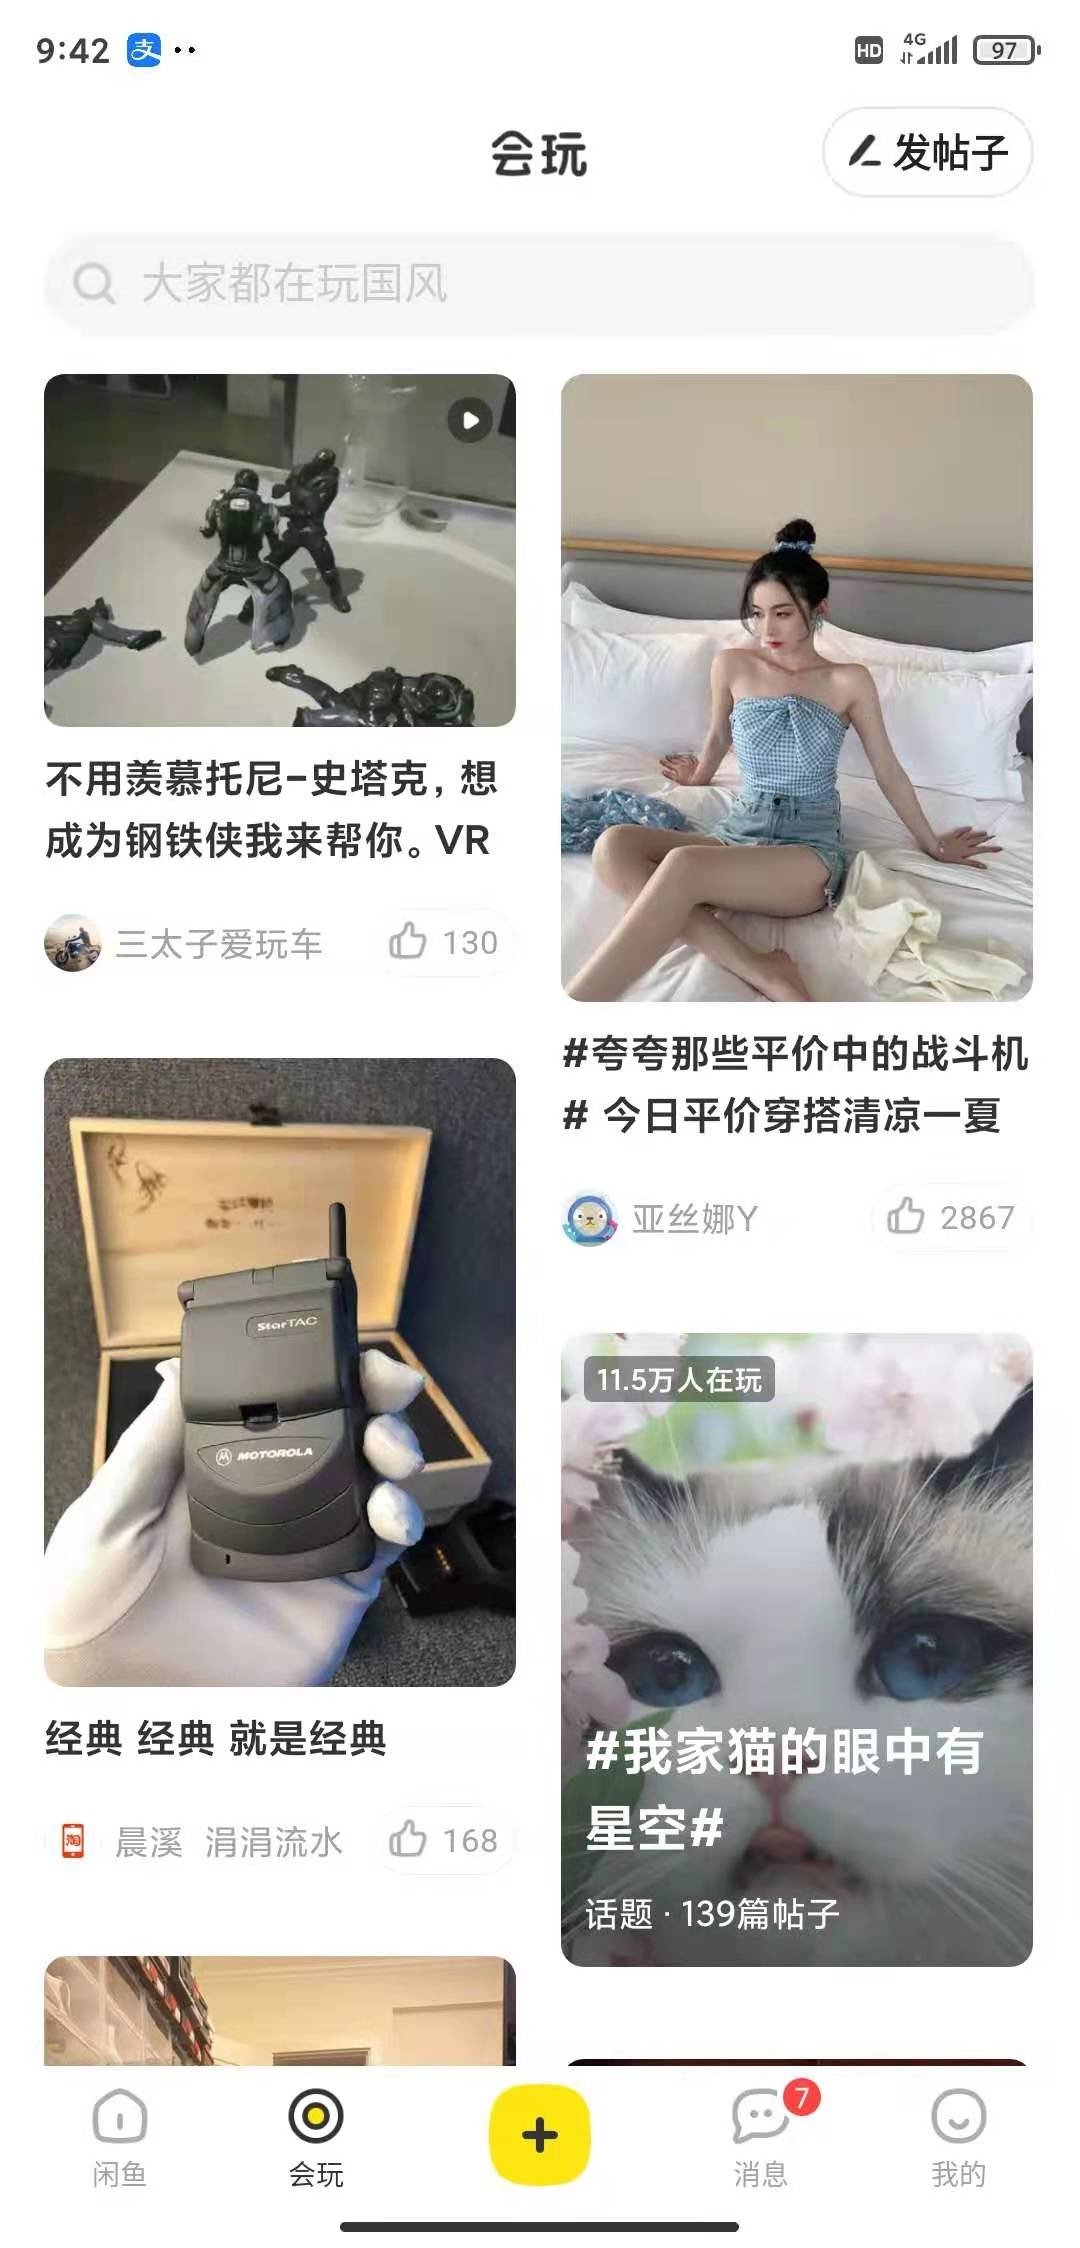 9:42 支 HD 4G 97
会玩
发帖子
大家都在玩国风
不用羡慕托尼-史塔克，想
成为钢铁侠我来帮你。VR
三太子爱玩车 130
#夸夸那些平价中的战斗机
# 今日平价穿搭清凉一夏
亚丝娜Y 2867
StarTAC
MOTOROLA
经典 经典 就是经典
淘 晨溪 涓涓流水 168
11.5万人在玩
#我家猫的眼中有
星空#
话题 · 139篇帖子
闲鱼 会玩 消息 7 我的